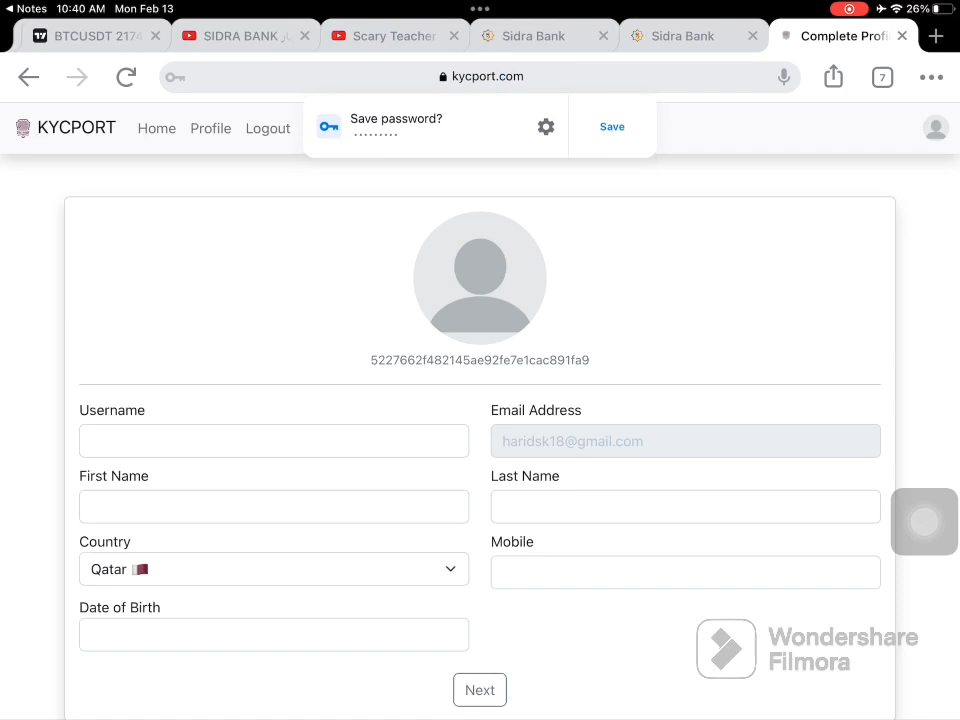 Notes 10:40 AM Mon Feb 13 26%
BTCUSDT 2174 SIDRA BANK Scary Teacher Sidra Bank Sidra Bank Complete Profi
kycport.com 7
KYCPORT Home Profile Logout
Save password?
•••••••••
Save
5227662f482145ae92fe7e1cac891fa9
Username Email Address
haridsk18@gmail.com
First Name Last Name
Country Mobile
Qatar 🇶🇦
Date of Birth
Wondershare
Filmora
Next